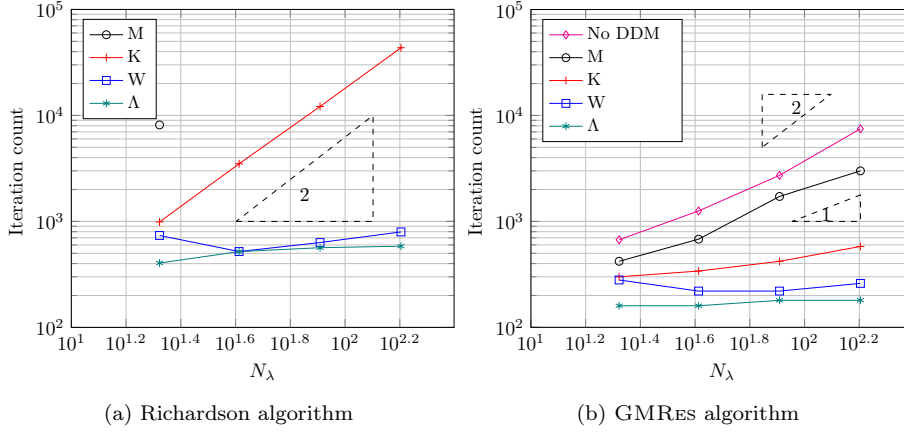 M
K
W
Λ
10^5
10^4
10^3
10^2
Iteration count
2
10^1
10^1.2
10^1.4
10^1.6
10^1.8
10^2
10^2.2
N_λ
(a) Richardson algorithm
No DDM
M
K
W
Λ
10^5
10^4
10^3
10^2
Iteration count
2
1
10^1
10^1.2
10^1.4
10^1.6
10^1.8
10^2
10^2.2
N_λ
(b) GMRES algorithm